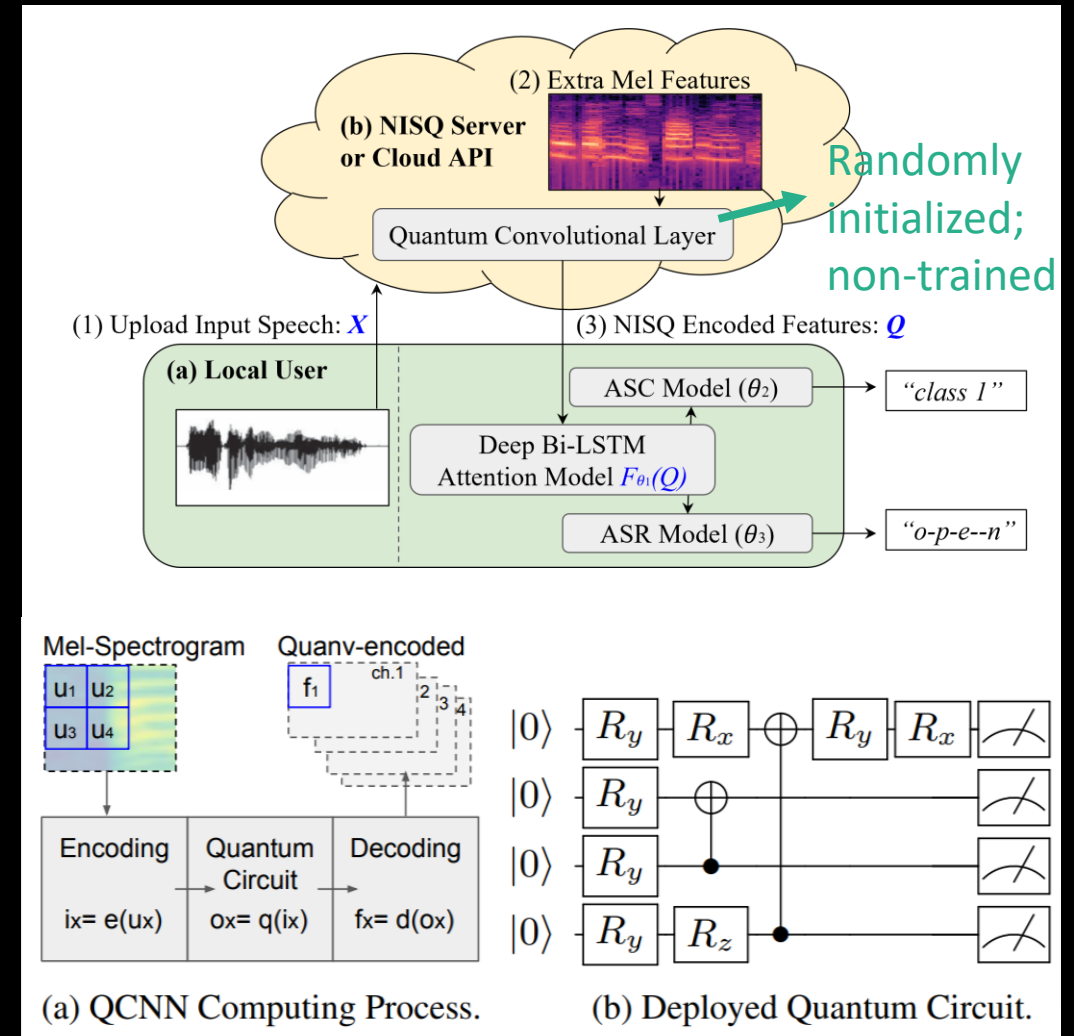 (2) Extra Mel Features
(b) NISQ Server
or Cloud API
Randomly
initialized;
non-trained
Quantum Convolutional Layer
(1) Upload Input Speech: X
(3) NISQ Encoded Features: Q
(a) Local User
ASC Model (θ2)
“class 1”
Deep Bi-LSTM
Attention Model Fθ1(Q)
ASR Model (θ3)
“o-p-e--n”
Mel-Spectrogram
u1 u2
u3 u4
Quanv-encoded
f1
ch.1
2
3
4
Encoding
ix= e(ux)
Quantum
Circuit
ox= q(ix)
Decoding
fx= d(ox)
(a) QCNN Computing Process.
|0⟩ Ry Rx Ry Rx
|0⟩ Ry
|0⟩ Ry
|0⟩ Ry Rz
(b) Deployed Quantum Circuit.